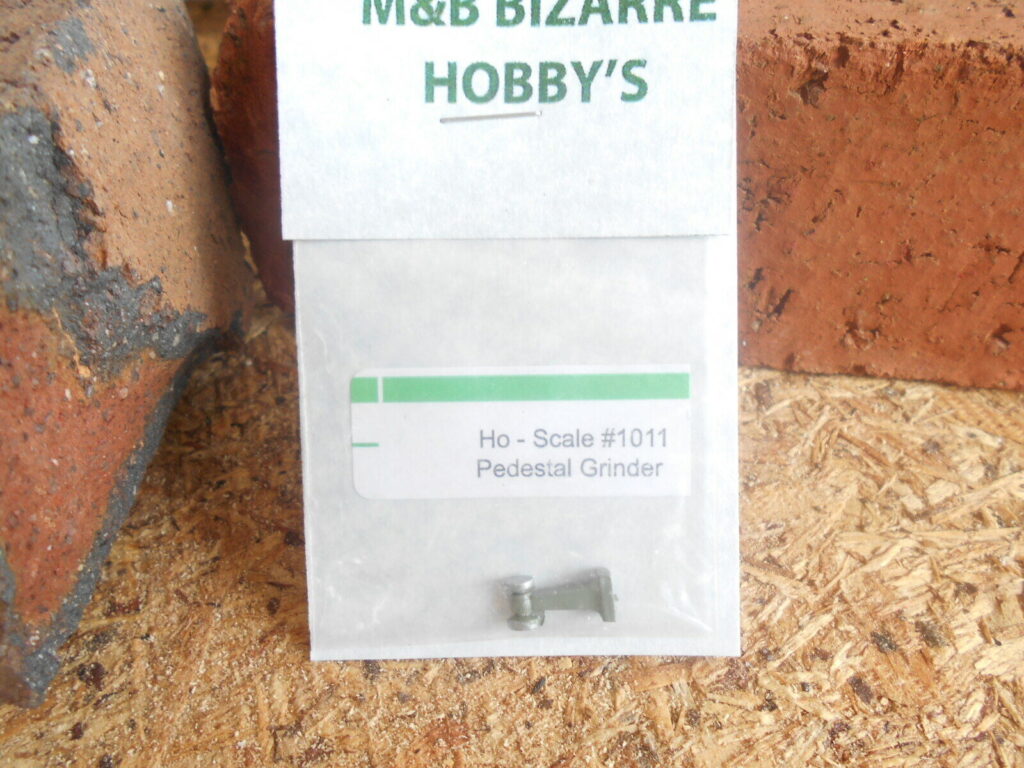 M&B BIZARRE
HOBBY'S
Ho - Scale #1011
Pedestal Grinder